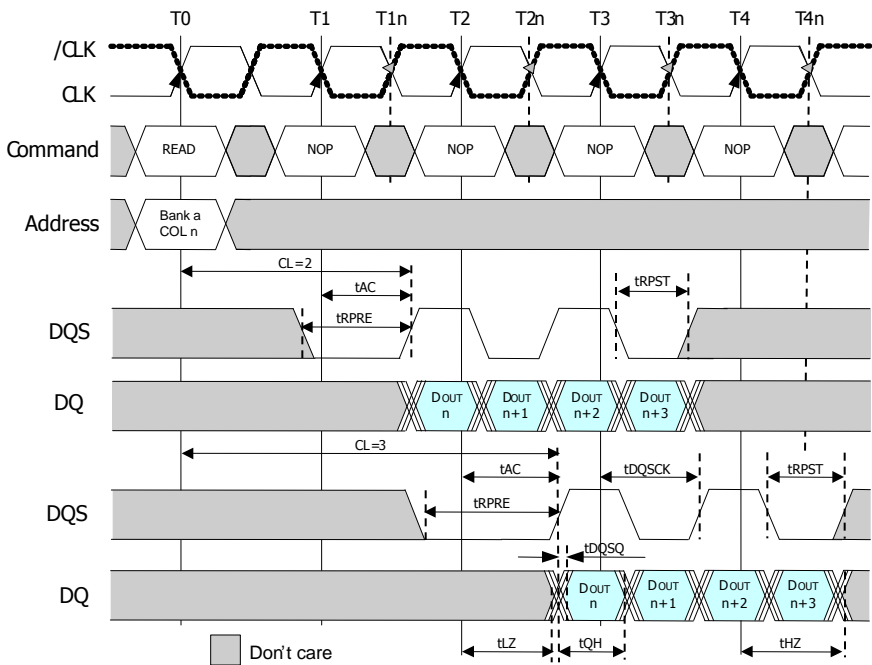 T0 T1 T1n T2 T2n T3 T3n T4 T4n
/CLK
CLK
Command READ NOP NOP NOP NOP
Address Bank a
COL n
CL=2
tAC
tRPRE
tRPST
DQS
DQ
DOUT
n
DOUT
n+1
DOUT
n+2
DOUT
n+3
CL=3
tAC
tDQSCK
tRPST
tRPRE
DQS
tDQSQ
DQ
DOUT
n
DOUT
n+1
DOUT
n+2
DOUT
n+3
tLZ tQH tHZ
Don't care